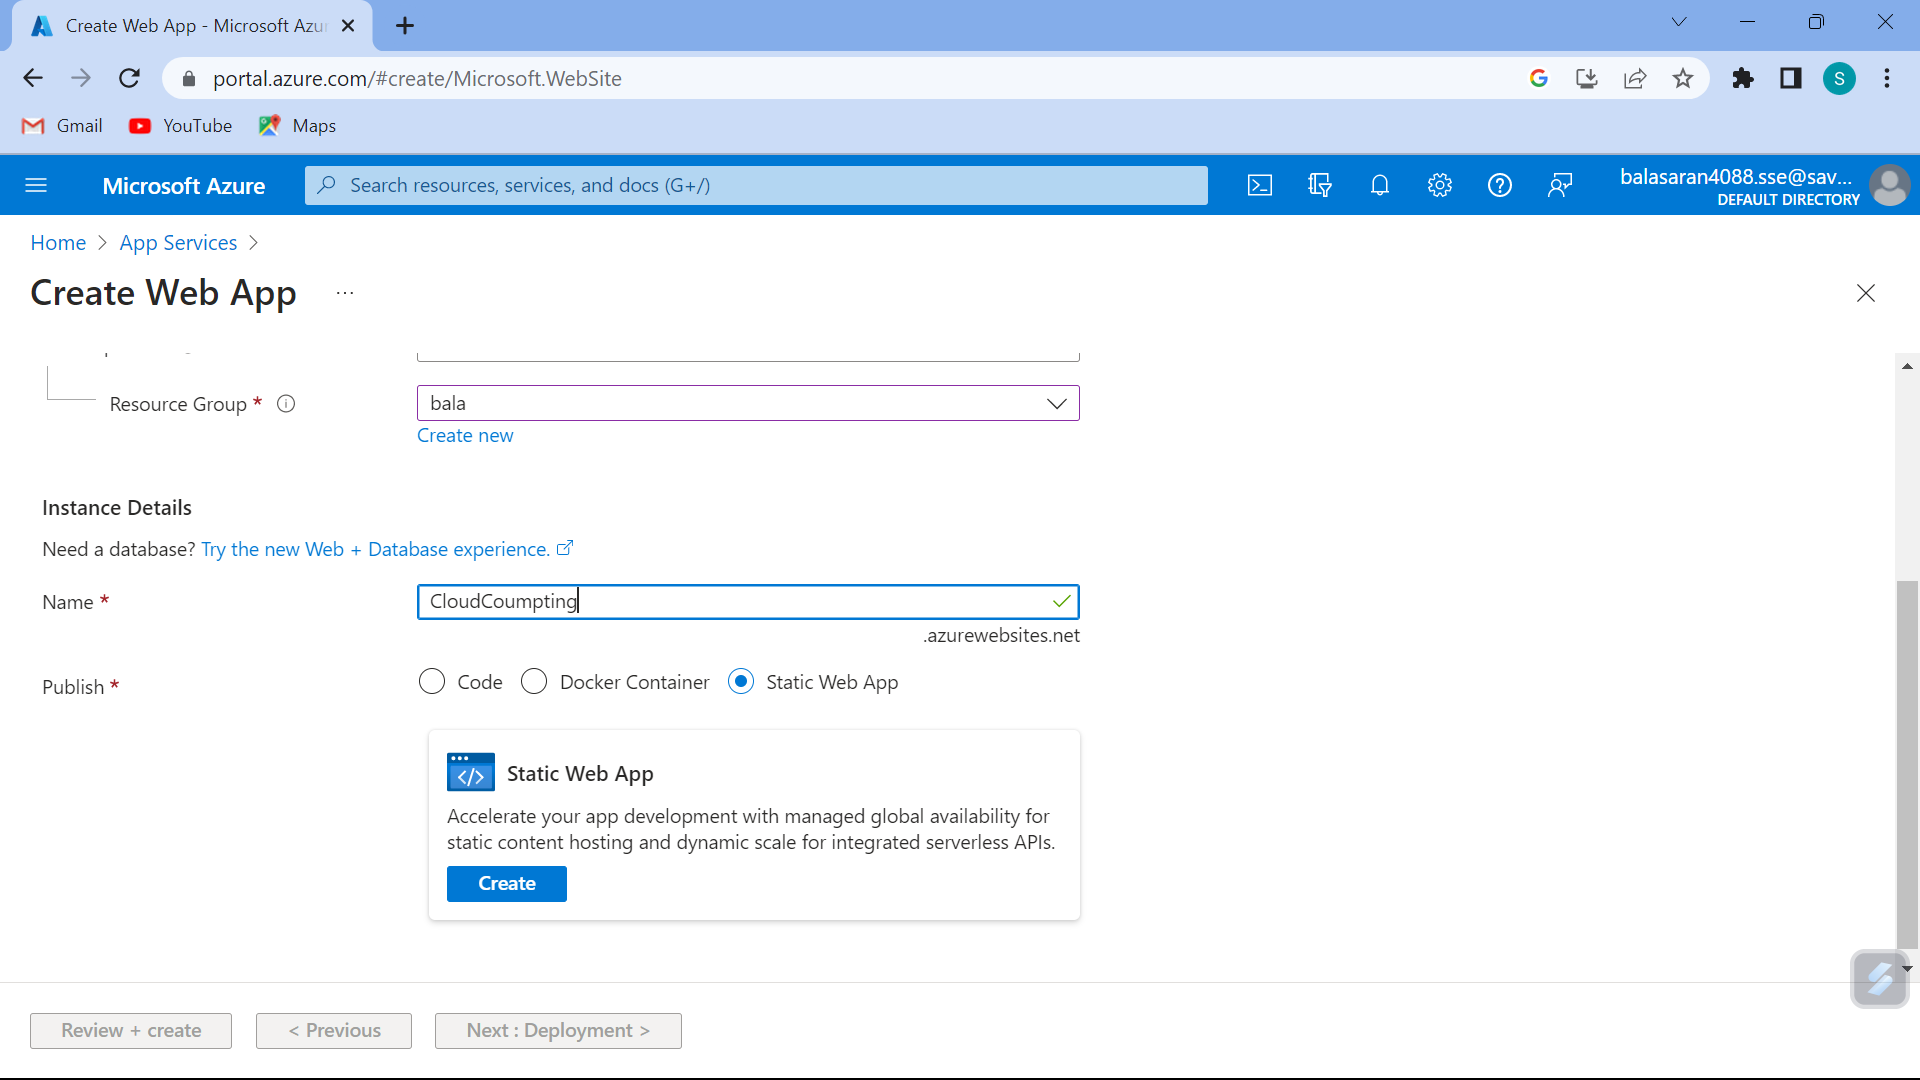 Create Web App - Microsoft Azu
portal.azure.com/#create/Microsoft.WebSite
S
Gmail
YouTube
Maps
Microsoft Azure
Search resources, services, and docs (G+/)
balasaran4088.sse@sav...
DEFAULT DIRECTORY
Home > App Services >
Create Web App ...
Resource Group * bala
Create new
Instance Details
Need a database? Try the new Web + Database experience.
Name * CloudCoumpting
.azurewebsites.net
Publish * Code Docker Container Static Web App
Static Web App
Accelerate your app development with managed global availability for
static content hosting and dynamic scale for integrated serverless APIs.
Create
Review + create
< Previous
Next : Deployment >